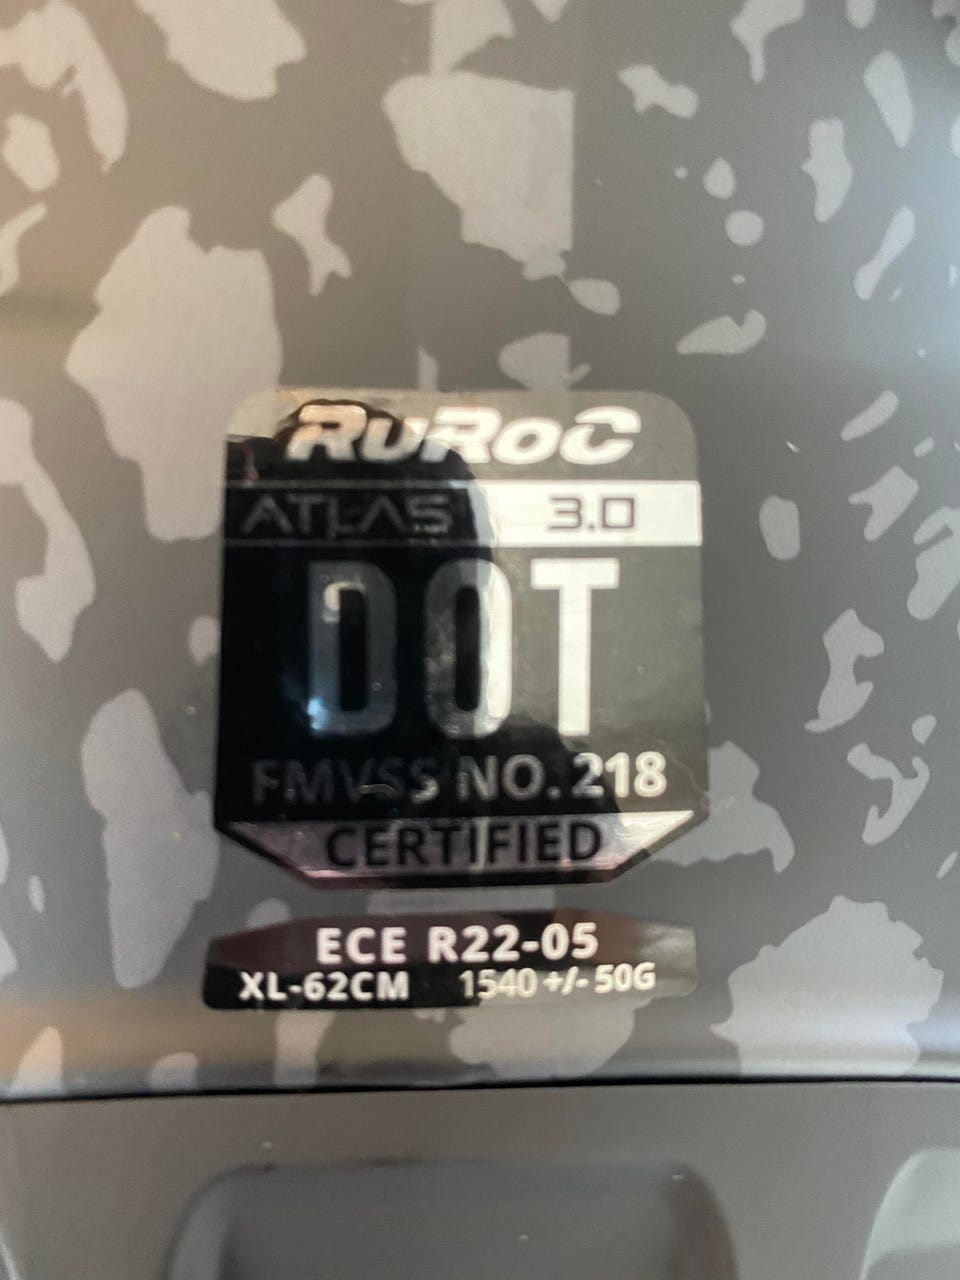 RUROC
ATLAS 3.0
DOT
FMVSS NO. 218
CERTIFIED
ECE R22-05
XL-62CM 1540 +/- 50G